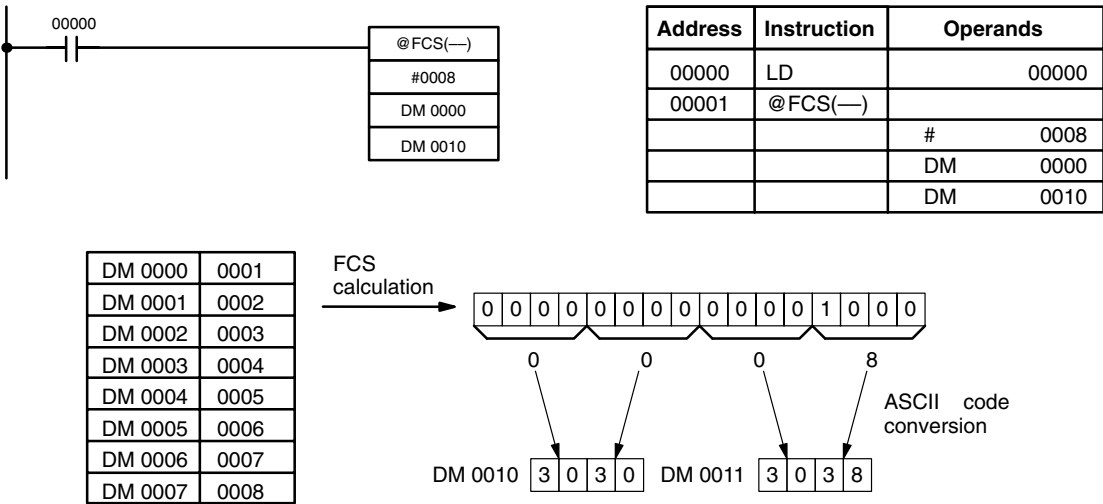 00000
@FCS(––)
#0008
DM 0000
DM 0010
Address Instruction Operands
00000 LD 00000
00001 @FCS(––)
# 0008
DM 0000
DM 0010
DM 0000 0001
DM 0001 0002
DM 0002 0003
DM 0003 0004
DM 0004 0005
DM 0005 0006
DM 0006 0007
DM 0007 0008
FCS
calculation
0 0 0 0 0 0 0 0 0 0 0 0 1 0 0 0
0 0 0 8
ASCII code
conversion
DM 0010 3 0 3 0 DM 0011 3 0 3 8